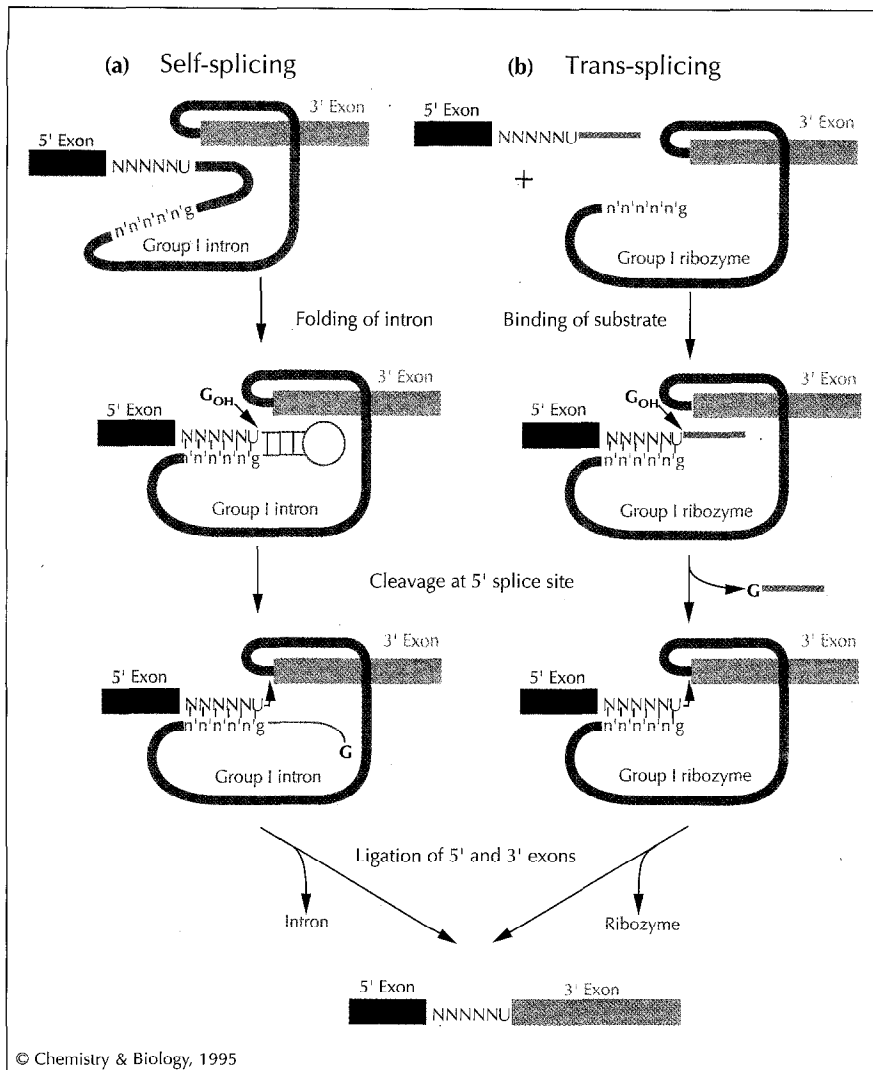 (a) Self-splicing
(b) Trans-splicing
3' Exon
5' Exon
NNNNNU
n'n'n'n'n'g
Group I intron
5' Exon
NNNNNU
+
3' Exon
n'n'n'n'n'g
Group I ribozyme
Folding of intron
Binding of substrate
3' Exon
GOH
5' Exon
NNNNNU
n'n'n'n'n'g
Group I intron
3' Exon
GOH
5' Exon
NNNNNU
n'n'n'n'n'g
Group I ribozyme
Cleavage at 5' splice site
G
3' Exon
5' Exon
NNNNNU
n'n'n'n'n'g
G
Group I intron
3' Exon
5' Exon
NNNNNU
n'n'n'n'n'g
Group I ribozyme
Ligation of 5' and 3' exons
Intron
Ribozyme
5' Exon
NNNNNU
3' Exon
© Chemistry & Biology, 1995